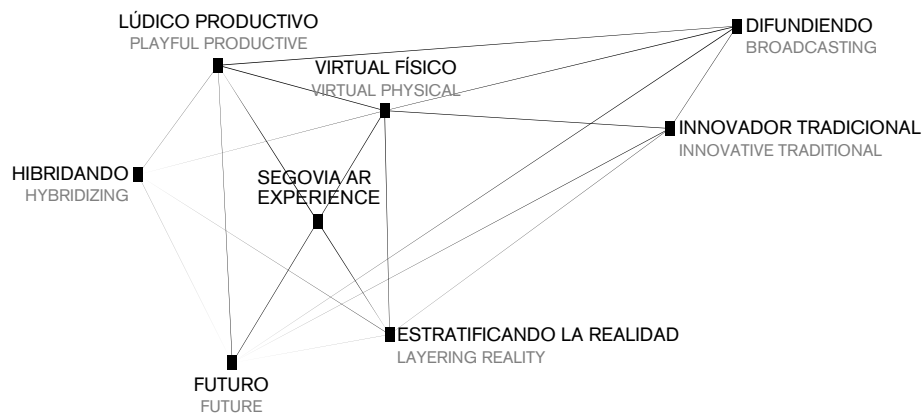 LÚDICO PRODUCTIVO
PLAYFUL PRODUCTIVE
DIFUNDIENDO
BROADCASTING
VIRTUAL FÍSICO
VIRTUAL PHYSICAL
INNOVADOR TRADICIONAL
INNOVATIVE TRADITIONAL
HIBRIDANDO
HYBRIDIZING
SEGOVIA AR
EXPERIENCE
ESTRATIFICANDO LA REALIDAD
LAYERING REALITY
FUTURO
FUTURE